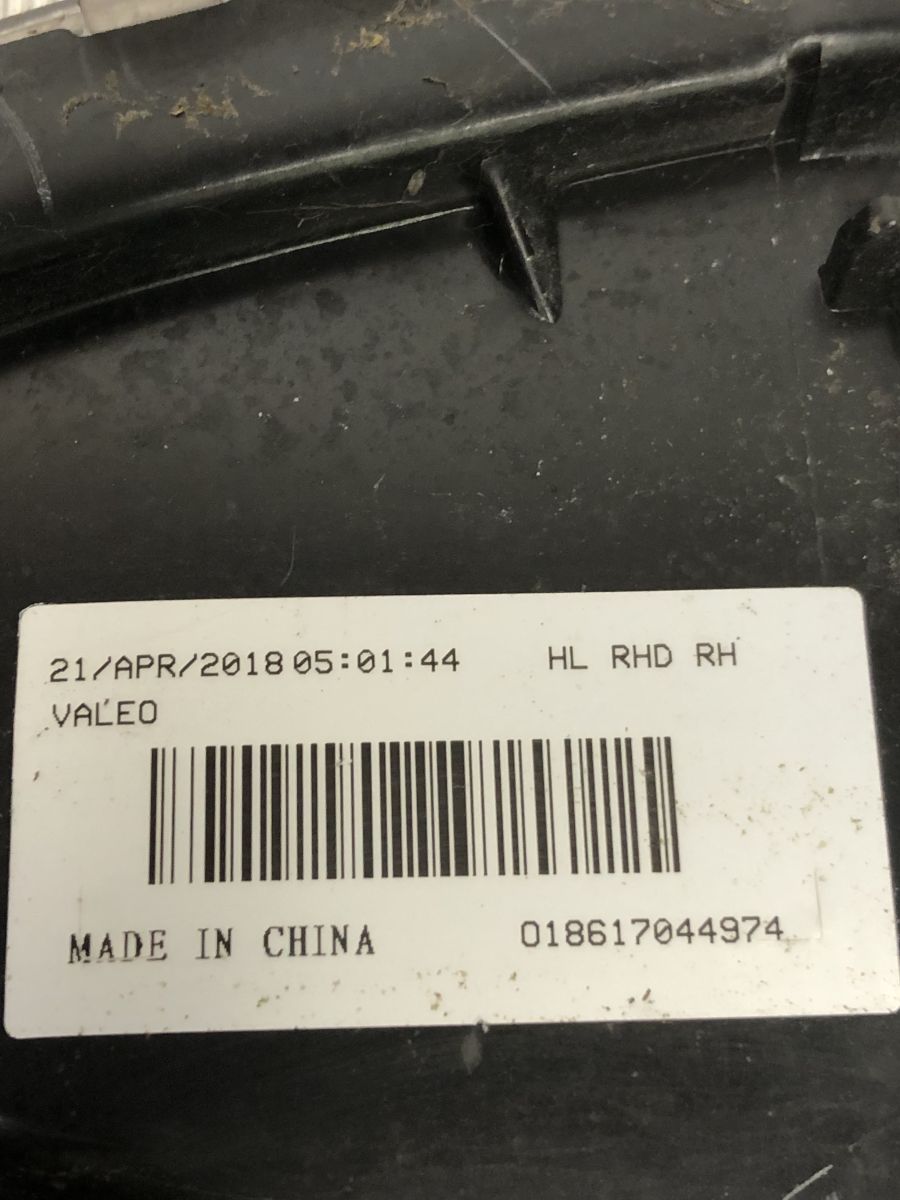 21/APR/2018 05:01:44 HL RHD RH
VALEO
MADE IN CHINA 018617044974